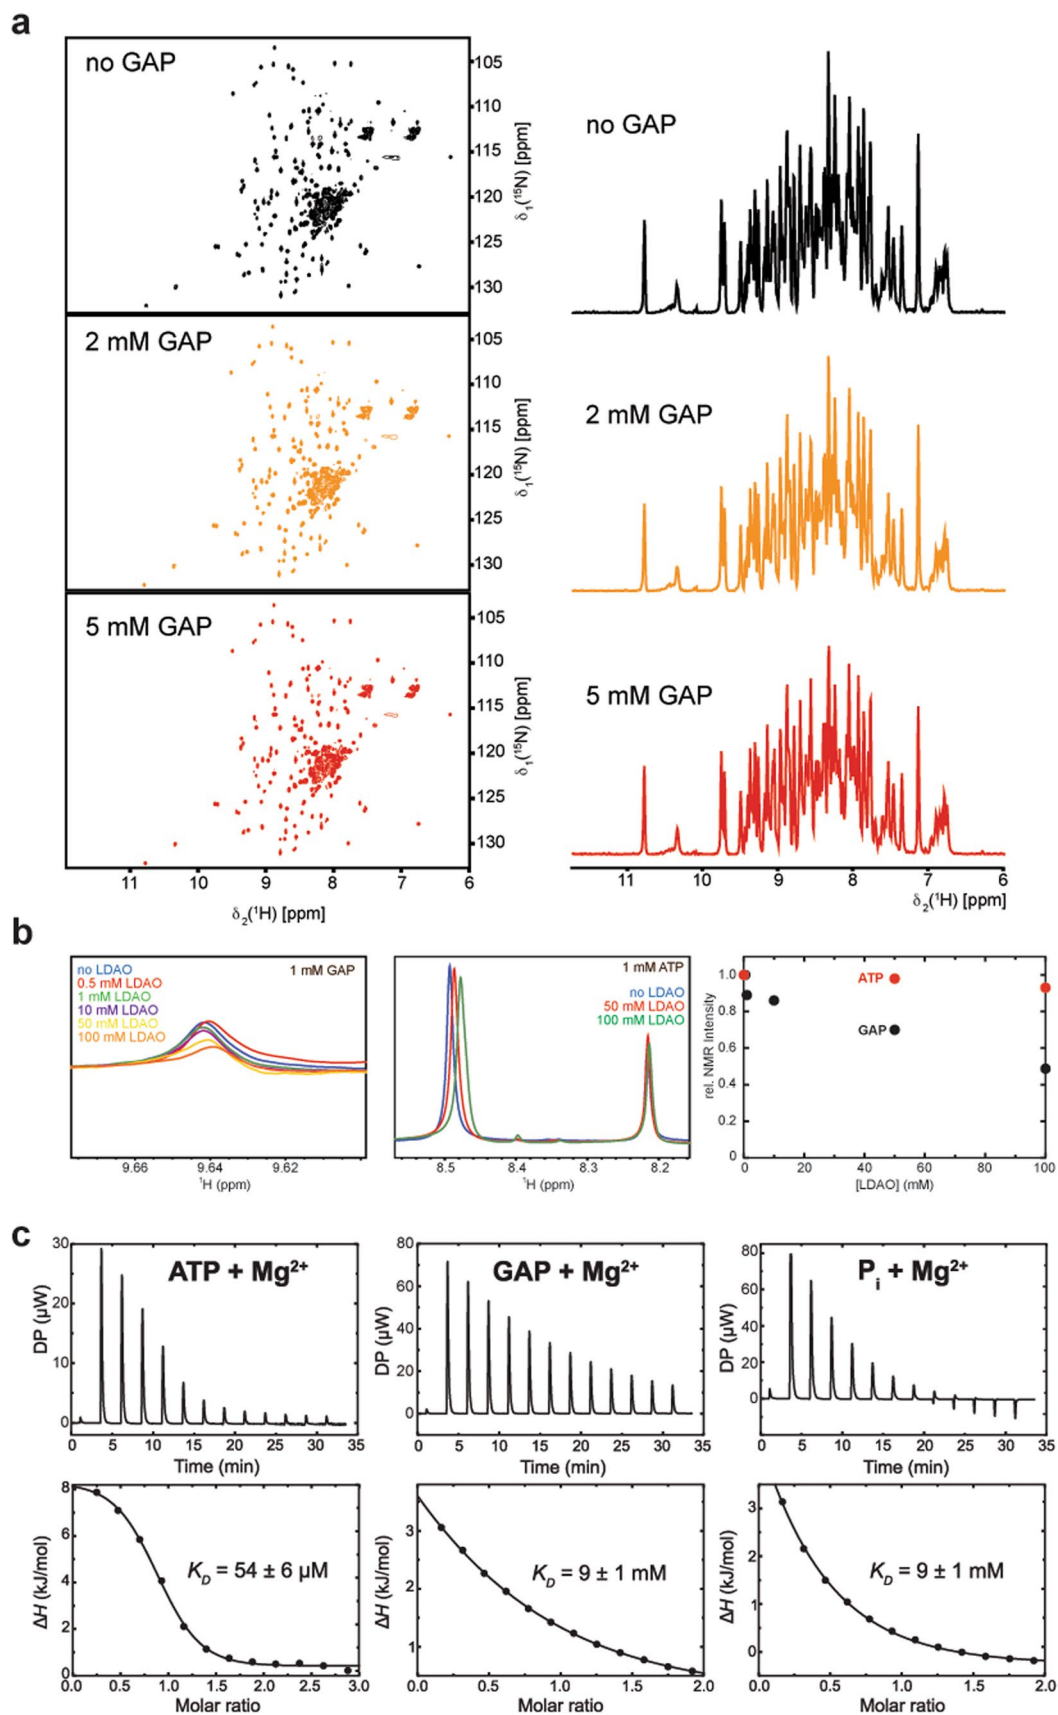 a
no GAP
105
110
115
120
125
130
δ₁(¹⁵N) [ppm]
no GAP
2 mM GAP
105
110
115
120
125
130
δ₁(¹⁵N) [ppm]
2 mM GAP
5 mM GAP
105
110
115
120
125
130
δ₁(¹⁵N) [ppm]
5 mM GAP
11 10 9 8 7 6
δ₂(¹H) [ppm]
11 10 9 8 7 6
δ₂(¹H) [ppm]
b
no LDAO
0.5 mM LDAO
1 mM LDAO
10 mM LDAO
50 mM LDAO
100 mM LDAO
1 mM GAP
9.66 9.64 9.62
¹H (ppm)
1 mM ATP
no LDAO
50 mM LDAO
100 mM LDAO
8.5 8.4 8.3 8.2
¹H (ppm)
rel. NMR Intensity
1.0
0.8
0.6
0.4
0.2
0
ATP
GAP
20 40 60 80 100
[LDAO] (mM)
c
ATP + Mg²⁺
DP (µW)
30
20
10
0
0 5 10 15 20 25 30 35
Time (min)
GAP + Mg²⁺
DP (µW)
80
60
40
20
0
0 5 10 15 20 25 30 35
Time (min)
Pᵢ + Mg²⁺
DP (µW)
80
60
40
20
0
0 5 10 15 20 25 30 35
Time (min)
ΔH (kJ/mol)
8
6
4
2
0
K_D = 54 ± 6 µM
0.0 0.5 1.0 1.5 2.0 2.5 3.0
Molar ratio
ΔH (kJ/mol)
3
2
1
K_D = 9 ± 1 mM
0.0 0.5 1.0 1.5 2.0
Molar ratio
ΔH (kJ/mol)
3
2
1
0
K_D = 9 ± 1 mM
0.0 0.5 1.0 1.5 2.0
Molar ratio